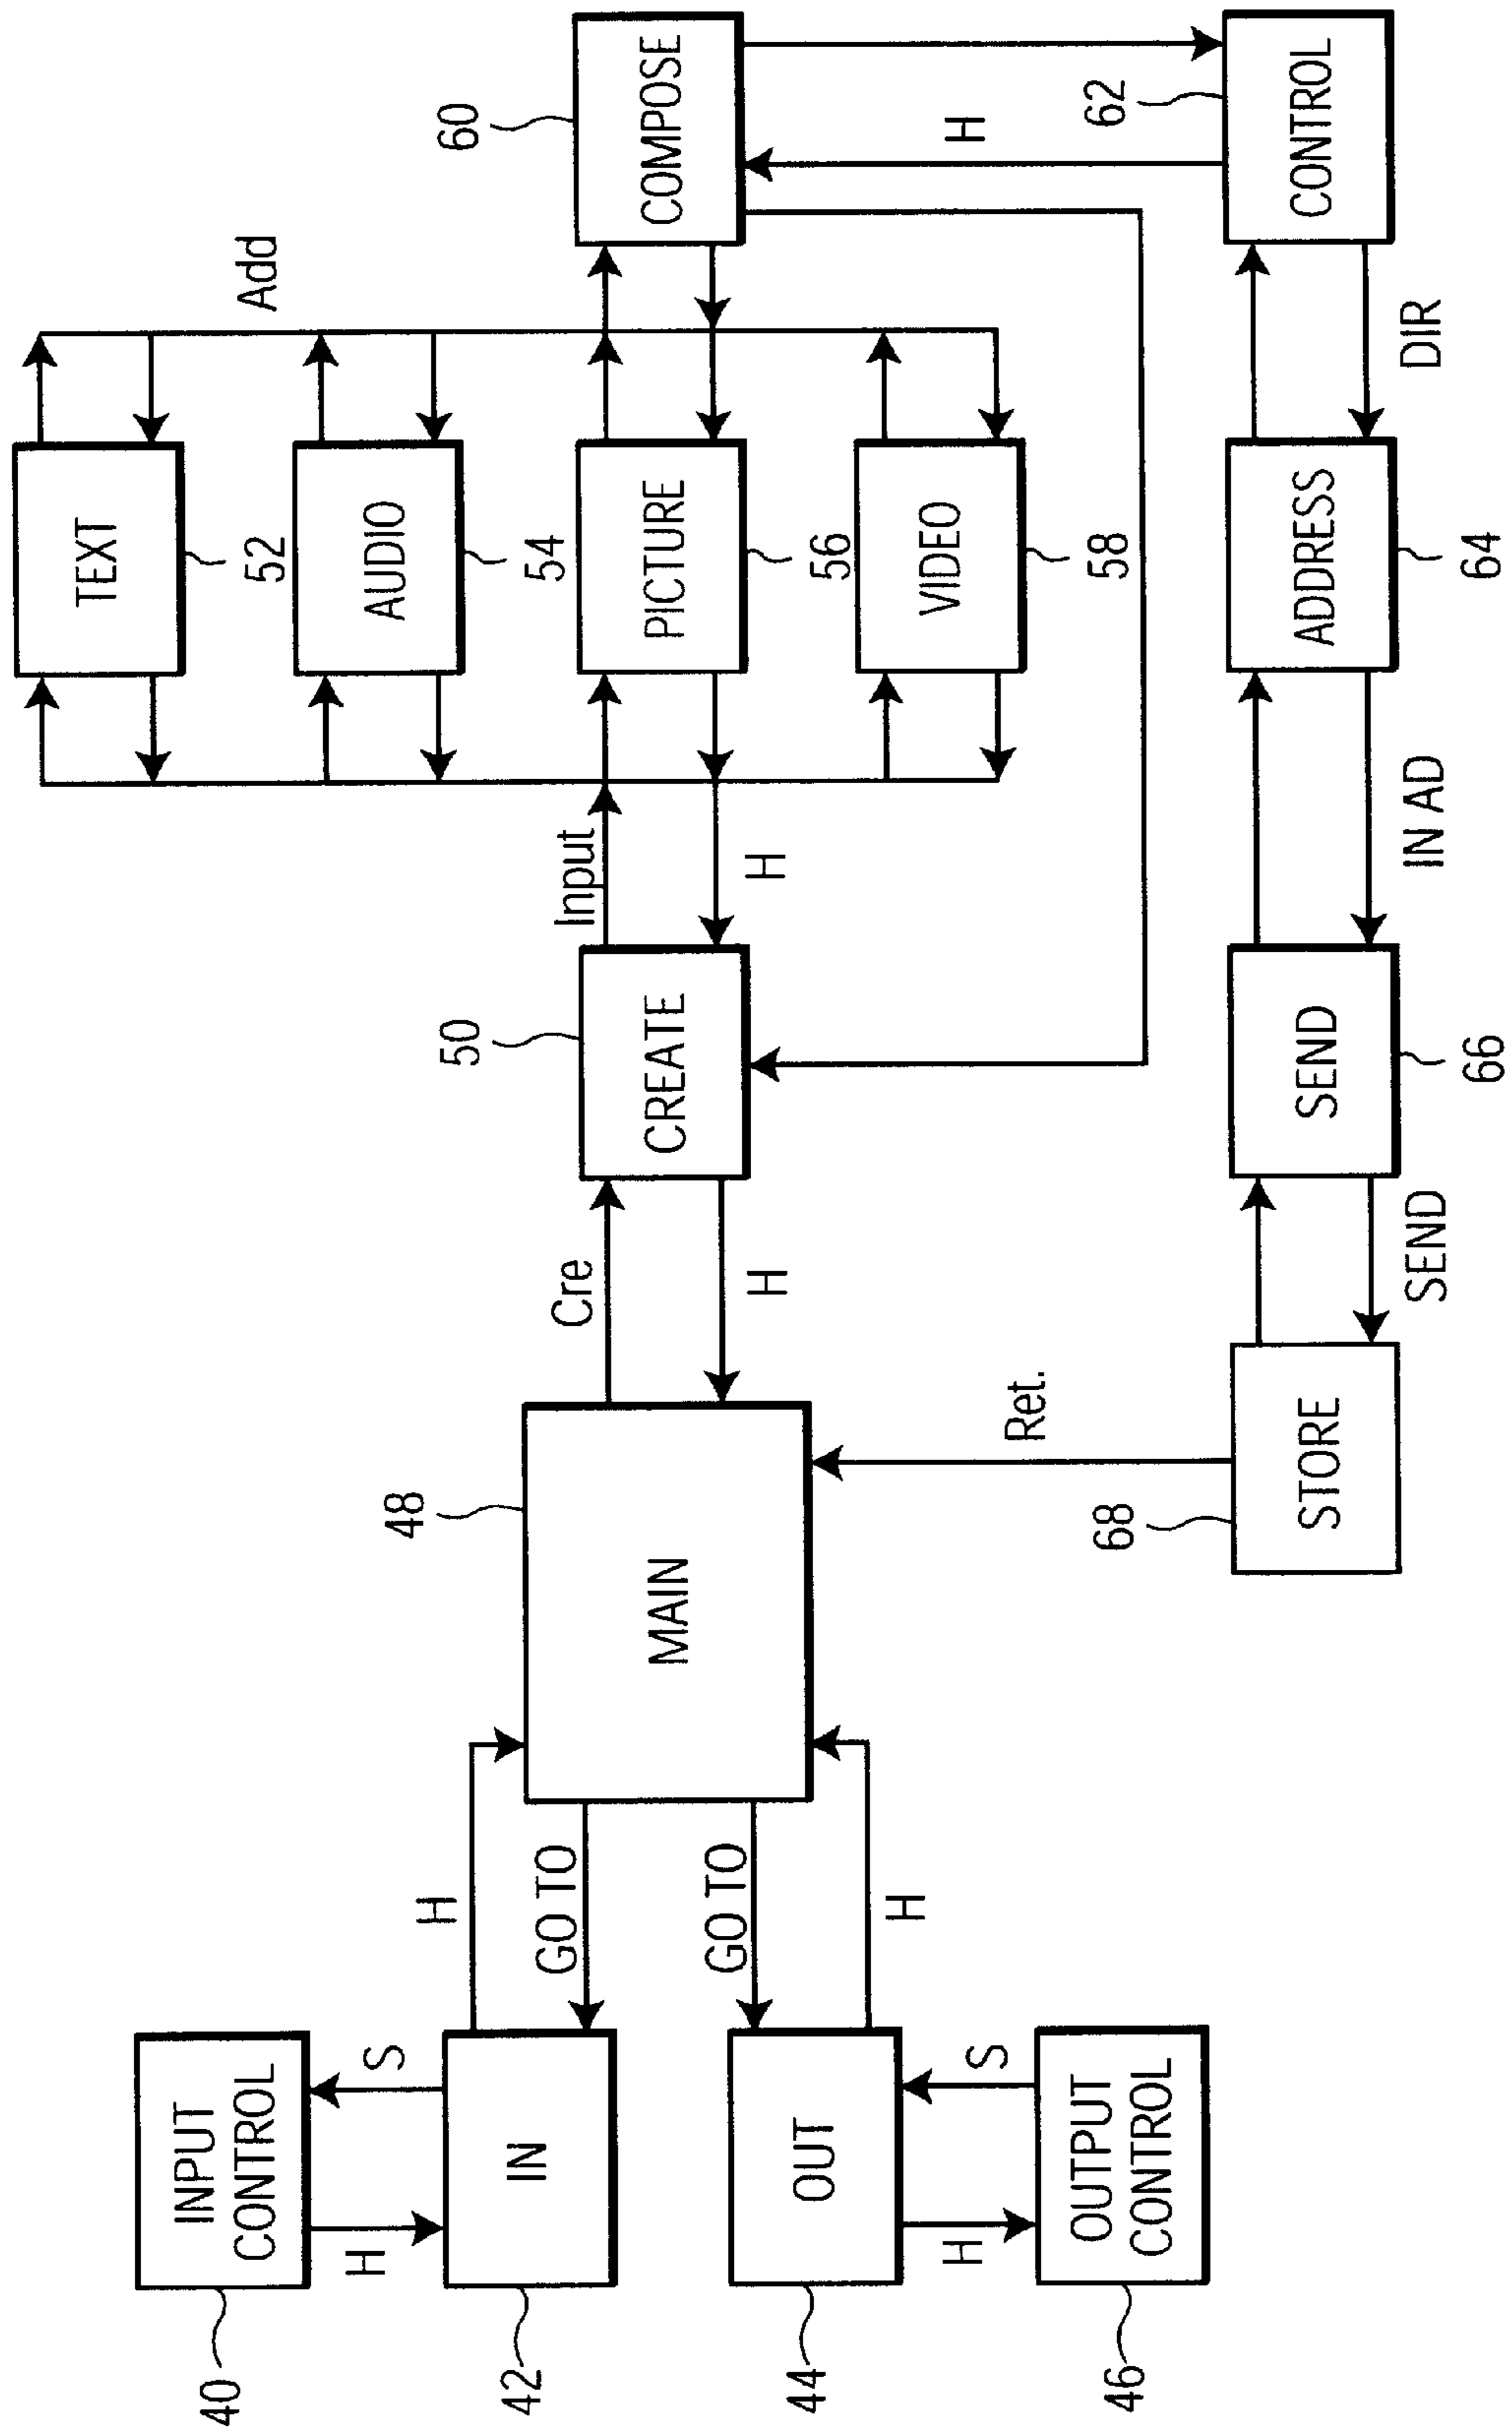 INPUT
CONTROL
40
H
S
IN
42
H
GO TO
OUT
44
GO TO
H
H
S
OUTPUT
CONTROL
46
MAIN
48
Cre
H
CREATE
50
Input
H
TEXT
52
AUDIO
54
PICTURE
56
VIDEO
58
Add
COMPOSE
60
H
CONTROL
62
DIR
ADDRESS
64
IN AD
SEND
66
SEND
STORE
68
Ret.